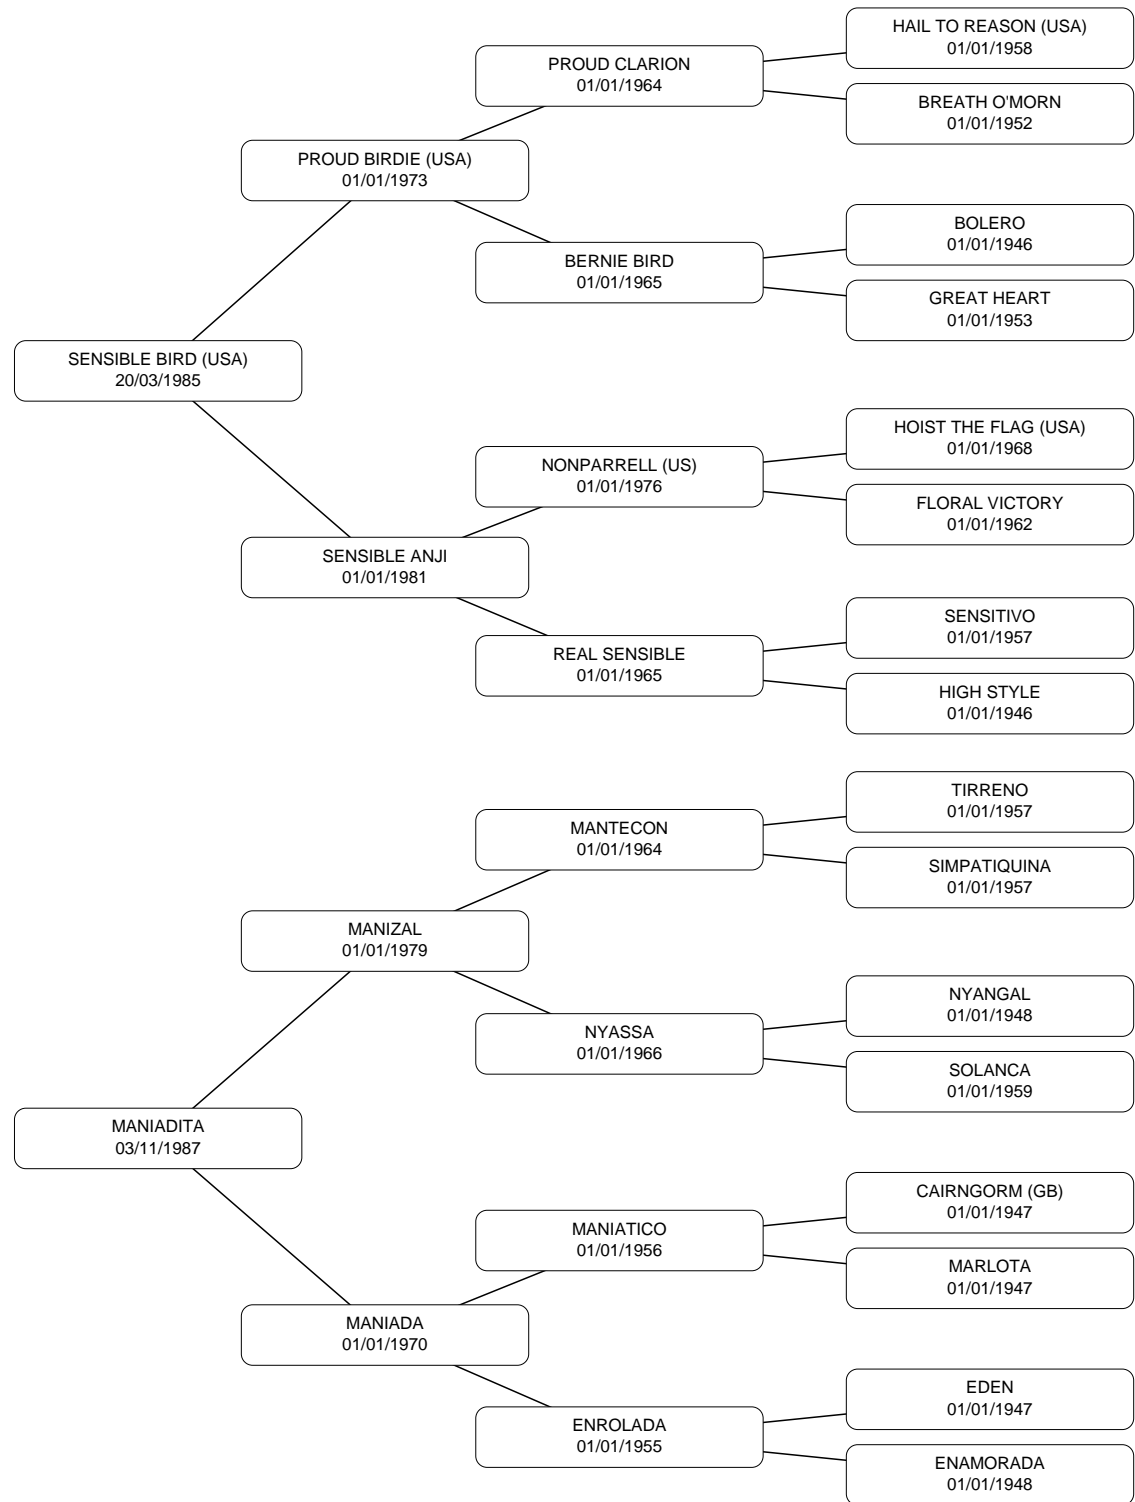 HAIL TO REASON (USA)
01/01/1958
PROUD CLARION
01/01/1964
BREATH O'MORN
01/01/1952
PROUD BIRDIE (USA)
01/01/1973
BOLERO
01/01/1946
BERNIE BIRD
01/01/1965
GREAT HEART
01/01/1953
SENSIBLE BIRD (USA)
20/03/1985
HOIST THE FLAG (USA)
01/01/1968
NONPARRELL (US)
01/01/1976
FLORAL VICTORY
01/01/1962
SENSIBLE ANJI
01/01/1981
SENSITIVO
01/01/1957
REAL SENSIBLE
01/01/1965
HIGH STYLE
01/01/1946
TIRRENO
01/01/1957
MANTECON
01/01/1964
SIMPATIQUINA
01/01/1957
MANIZAL
01/01/1979
NYANGAL
01/01/1948
NYASSA
01/01/1966
SOLANCA
01/01/1959
MANIADITA
03/11/1987
CAIRNGORM (GB)
01/01/1947
MANIATICO
01/01/1956
MARLOTA
01/01/1947
MANIADA
01/01/1970
EDEN
01/01/1947
ENROLADA
01/01/1955
ENAMORADA
01/01/1948